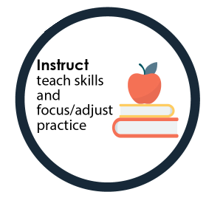 Instruct
teach skills
and
focus/adjust
practice